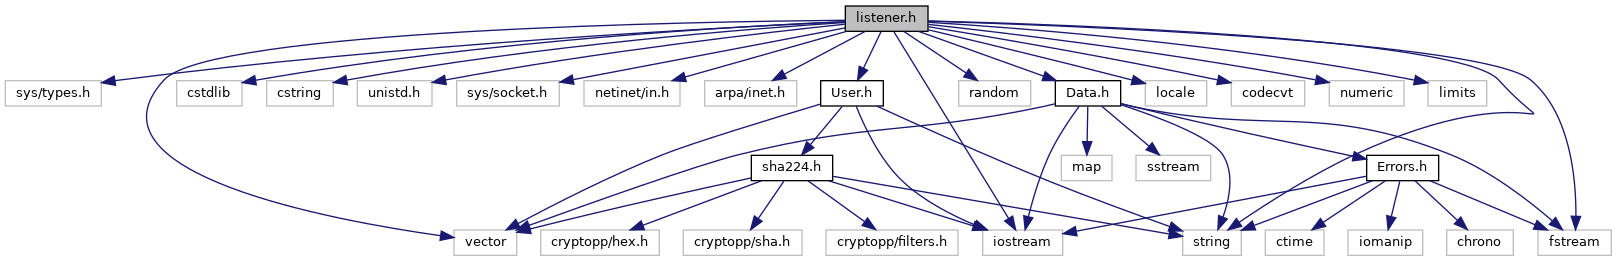 listener.h
sys/types.h
cstdlib
cstring
unistd.h
sys/socket.h
netinet/in.h
arpa/inet.h
User.h
random
Data.h
locale
codecvt
numeric
limits
sha224.h
map
sstream
Errors.h
vector
cryptopp/hex.h
cryptopp/sha.h
cryptopp/filters.h
iostream
string
ctime
iomanip
chrono
fstream